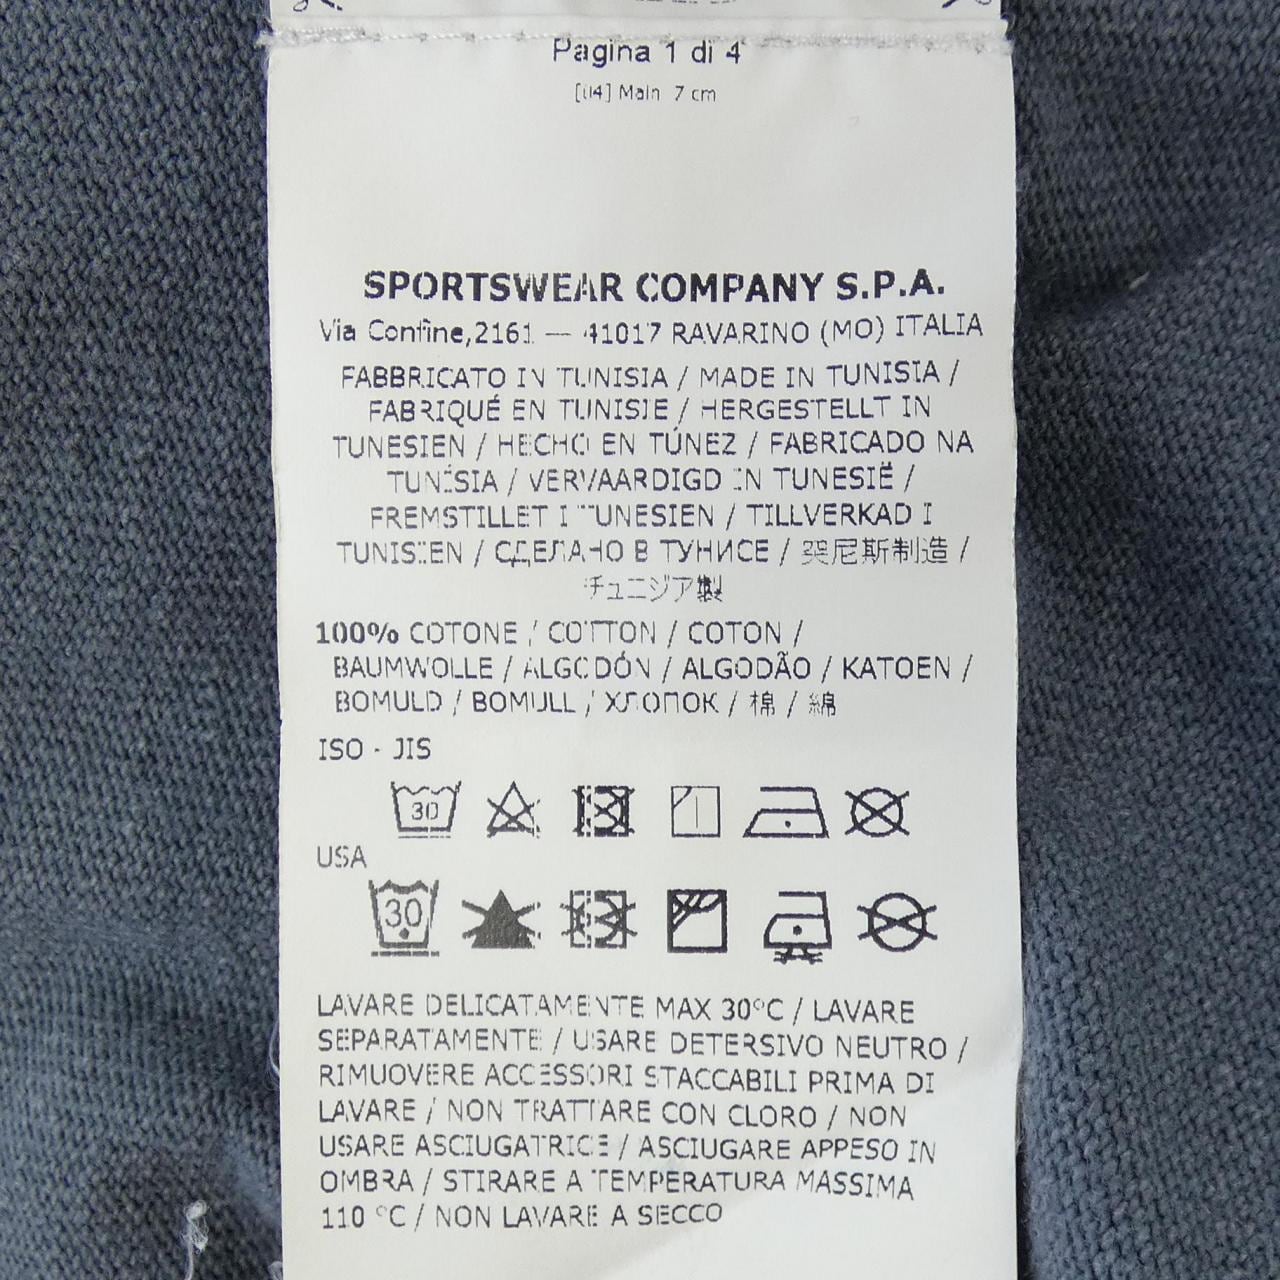 Pagina 1 di 4
[04] Main 7 cm
SPORTSWEAR COMPANY S.P.A.
Via Confine,2161 — 41017 RAVARINO (MO) ITALIA
FABBRICATO IN TUNISIA / MADE IN TUNISIA /
FABRIQUÉ EN TUNISIE / HERGESTELLT IN
TUNESIEN / HECHO EN TÚNEZ / FABRICADO NA
TUNÍSIA / VERVAARDIGD IN TUNESIË /
FREMSTILLET I TUNESIEN / TILLVERKAD I
TUNISIEN / СДЕЛАНО В ТУНИСЕ / 突尼斯制造 /
チュニジア製
100% COTONE / COTTON / COTON /
BAUMWOLLE / ALGODÓN / ALGODÃO / KATOEN /
BOMULD / BOMULL / ХЛОПОК / 棉 / 綿
ISO - JIS
30
USA
30
LAVARE DELICATAMENTE MAX 30°C / LAVARE
SEPARATAMENTE / USARE DETERSIVO NEUTRO /
RIMUOVERE ACCESSORI STACCABILI PRIMA DI
LAVARE / NON TRATTARE CON CLORO / NON
USARE ASCIUGATRICE / ASCIUGARE APPESO IN
OMBRA / STIRARE A TEMPERATURA MASSIMA
110 °C / NON LAVARE A SECCO